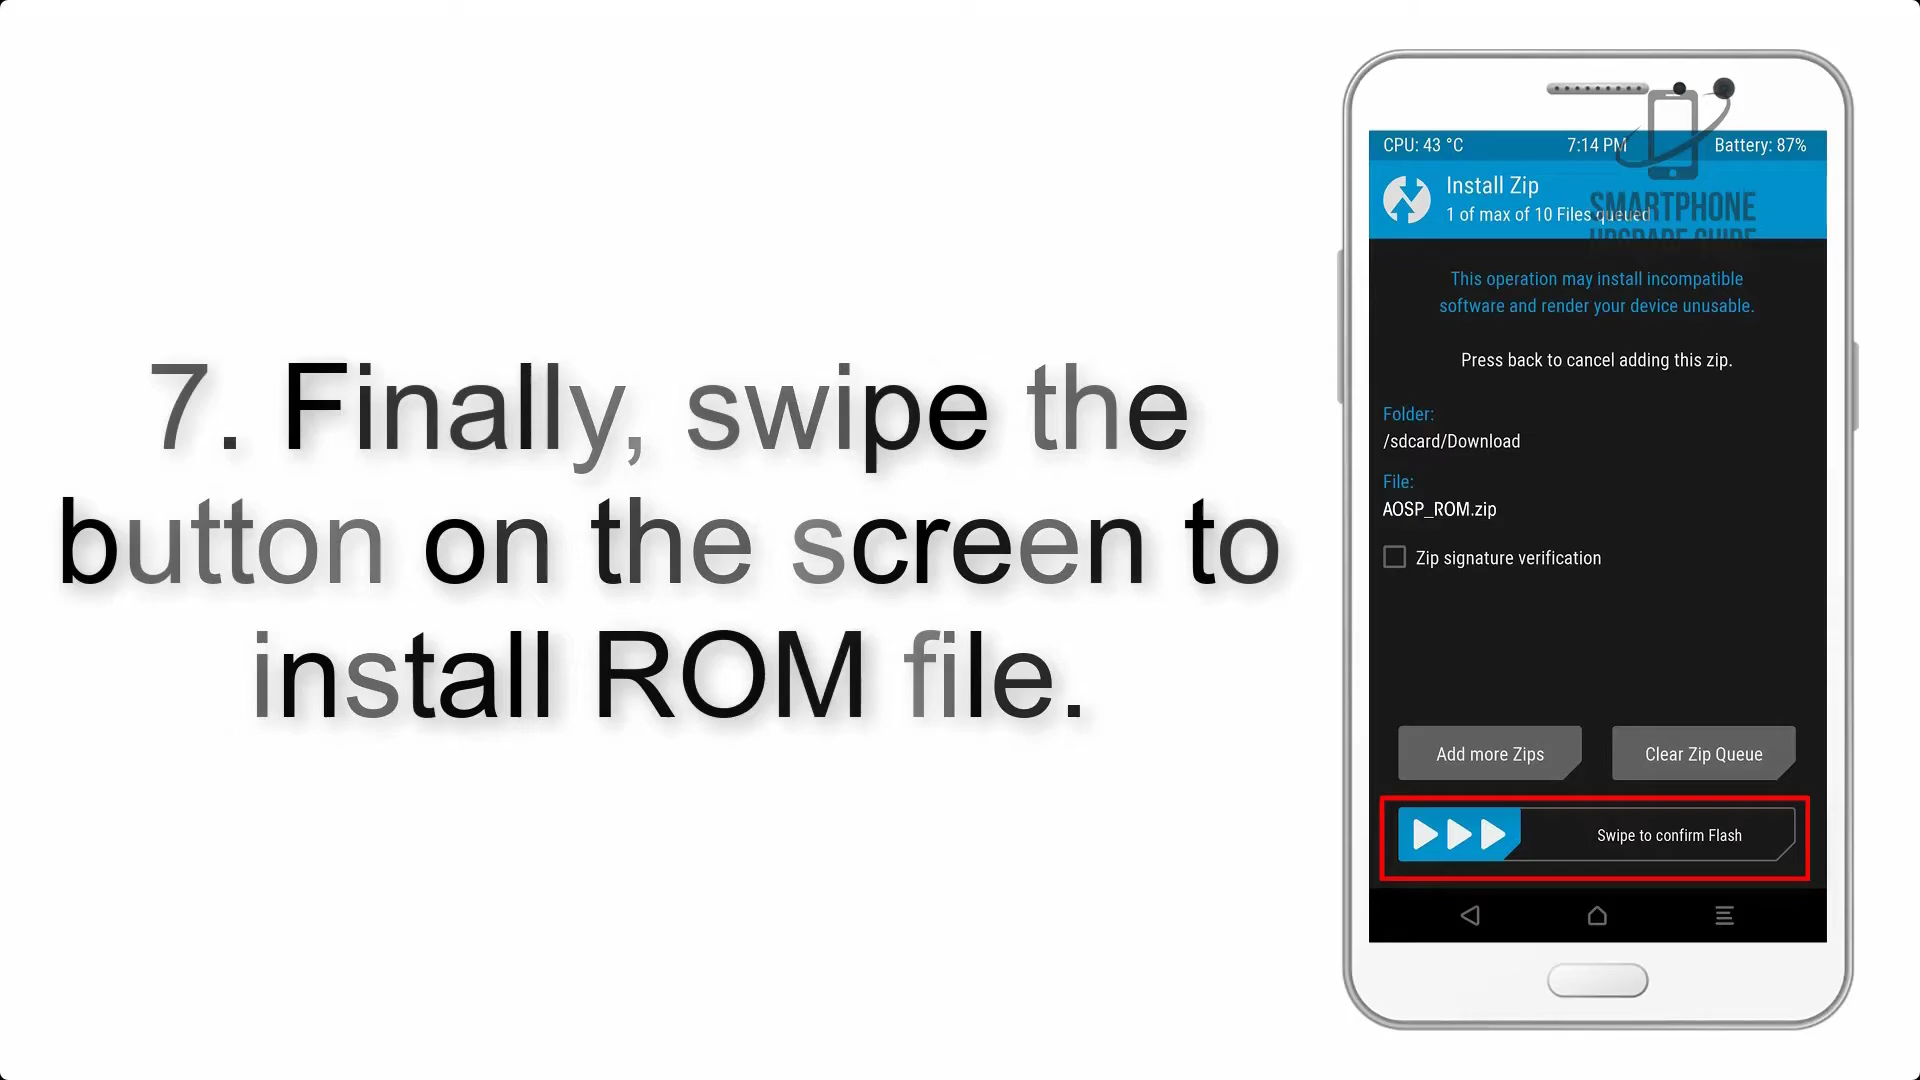 7. Finally, swipe the
button on the screen to
install ROM file.
CPU: 43 °C 7:14 PM Battery: 87%
Install Zip
1 of max of 10 Files queued
SMARTPHONE
UPGRADE GUIDE
This operation may install incompatible
software and render your device unusable.
Press back to cancel adding this zip.
Folder:
/sdcard/Download
File:
AOSP_ROM.zip
Zip signature verification
Add more Zips Clear Zip Queue
Swipe to confirm Flash